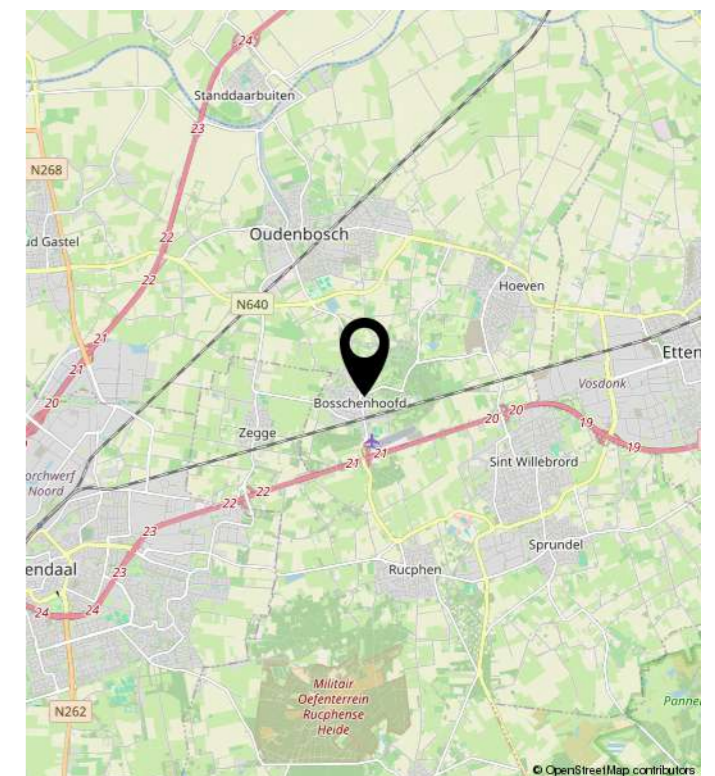 24
Standdaarbuiten
23
N268
22
Oudenbosch
ud Gastel
22
Hoeven
N640
21
21
Etten
Vosdonk
20
Bosschenhoofd
20
20
19
Zegge
19
21
21
Sint Willebrord
orchwerf
Noord
22
22
23
Sprundel
23
Rucphen
endaal
24
24
Militair
Oefenterrein
Rucphense
Heide
Panne
N262
© OpenStreetMap contributors